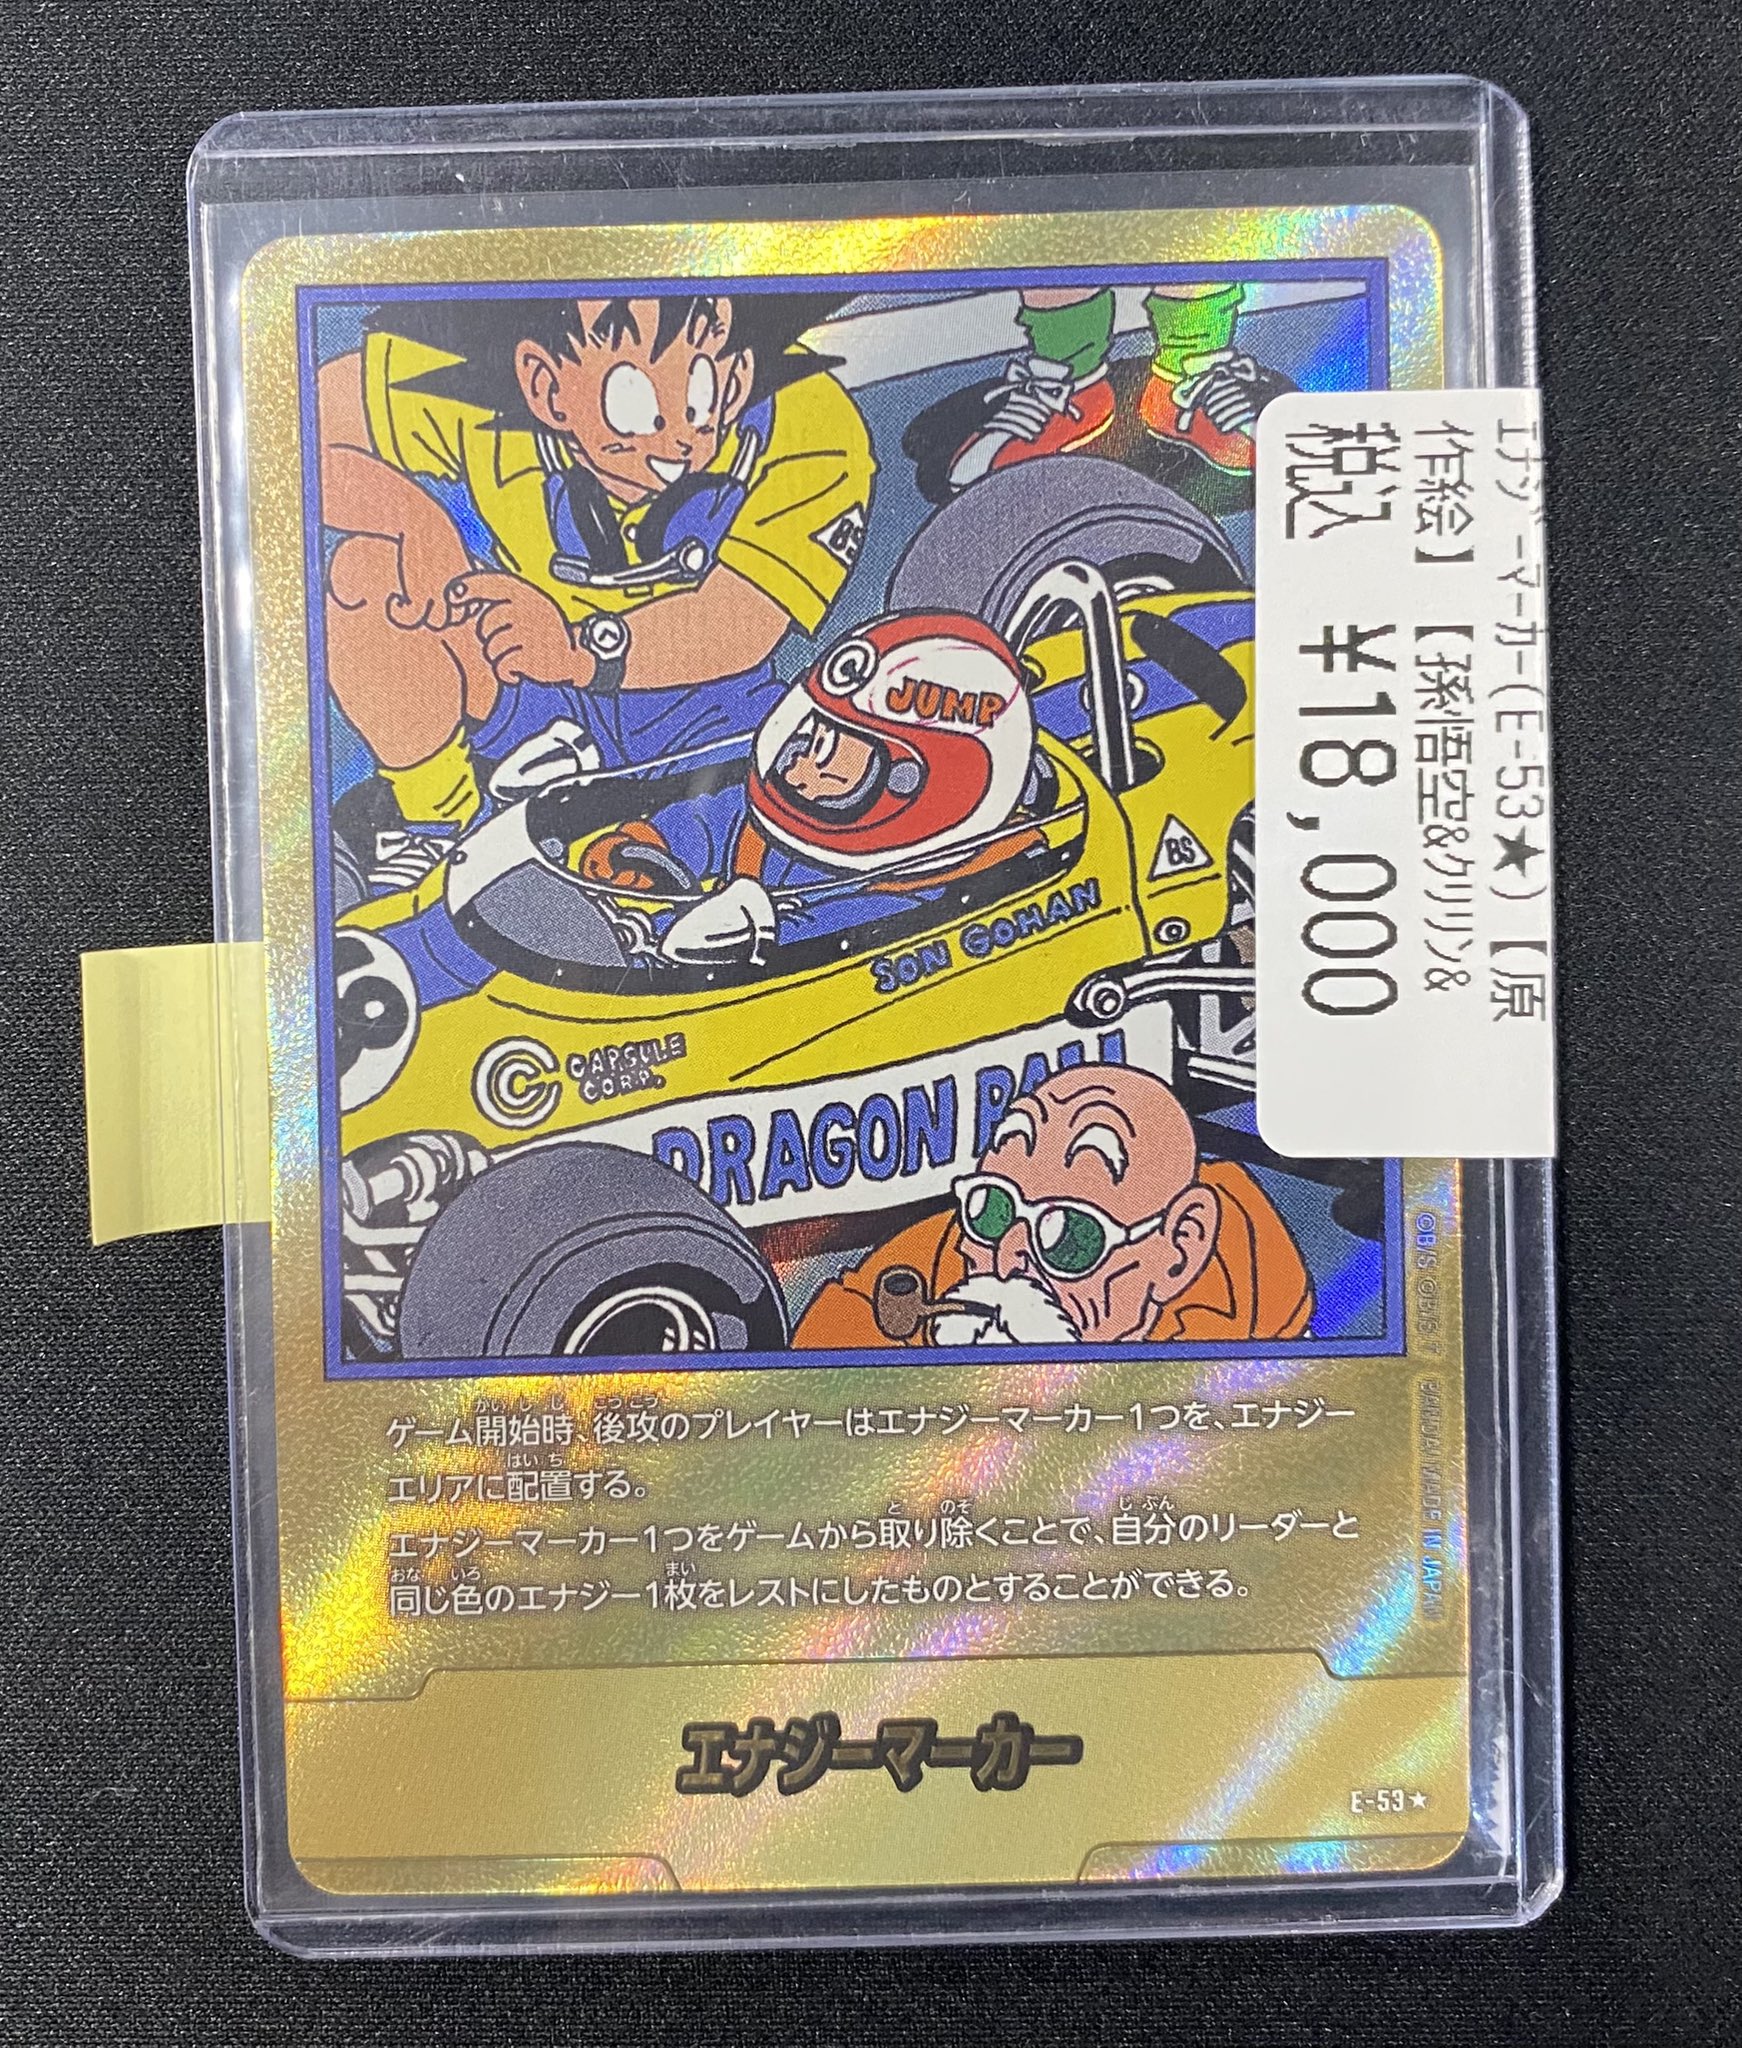 BS
JUMP
BS
SON GOHAN
8
CAPSULE
CORP.
DRAGON BALL
エナジーマーカー(E-53★)【原
作絵】【孫悟空&クリリン&
税込 ¥18,000
ゲーム開始時、後攻のプレイヤーはエナジーマーカー1つを、エナジー
エリアに配置する。
エナジーマーカー1つをゲームから取り除くことで、自分のリーダーと
同じ色のエナジー1枚をレストにしたものとすることができる。
MADE IN JAPAN
エナジーマーカー
E-53★